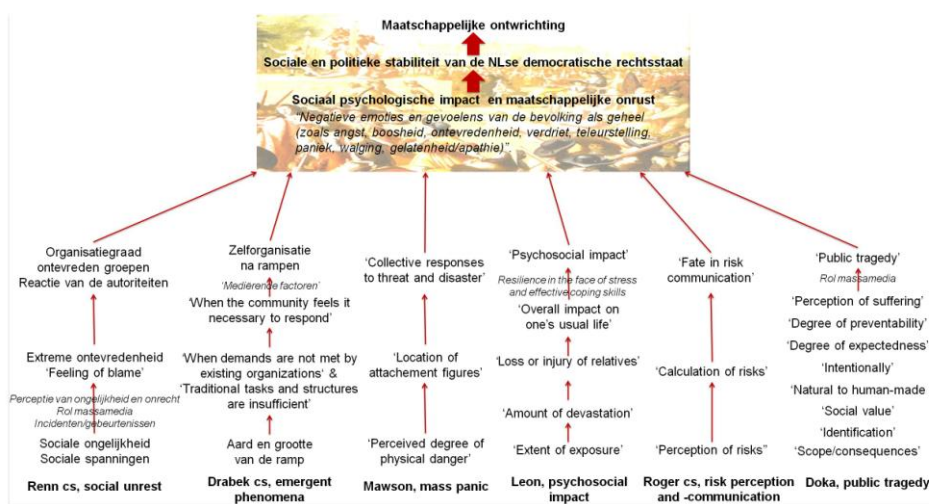 Maatschappelijke ontwrichting
Sociale en politieke stabiliteit van de NLse democratische rechtsstaat
Sociaal psychologische impact en maatschappelijke onrust
"Negatieve emoties en gevoelens van de bevolking als geheel
(zoals angst, boosheid, ontevredenheid, verdriet, teleurstelling,
paniek, walging, gelatenheid/apathie)".
Organisatiegraad
ontevreden groepen
Reactie van de autoriteiten
Extreme ontevredenheid
'Feeling of blame'
Perceptie van ongelijkheid en onrecht
Rol massamedia
Incidenten/gebeurtenissen
Sociale ongelijkheid
Sociale spanningen
Renn cs, social unrest
Zelforganisatie
na rampen
'Mediërende factoren'
'When the community feels it
necessary to respond'
'When demands are not met by
existing organizations' &
'Traditional tasks and structures
are insufficient'
Aard en grootte
van de ramp
Drabek cs, emergent
phenomena
'Collective responses
to threat and disaster'
'Location of
attachement figures'
'Perceived degree of
physical danger'
Mawson, mass panic
'Psychosocial impact'
Resilience in the face of stress
and effective coping skills
'Overall impact on
one's usual life'
'Loss or injury of relatives'
'Amount of devastation'
'Extent of exposure'
Leon, psychosocial
impact
'Fate in risk
communication'
'Calculation of risks'
'Perception of risks"
Roger cs, risk perception
and -communication
'Public tragedy'
Rol massamedia
'Perception of suffering'
'Degree of preventability'
'Degree of expectedness'
'Intentionally'
'Natural to human-made
'Social value'
'Identification'
'Scope/consequences'
Doka, public tragedy